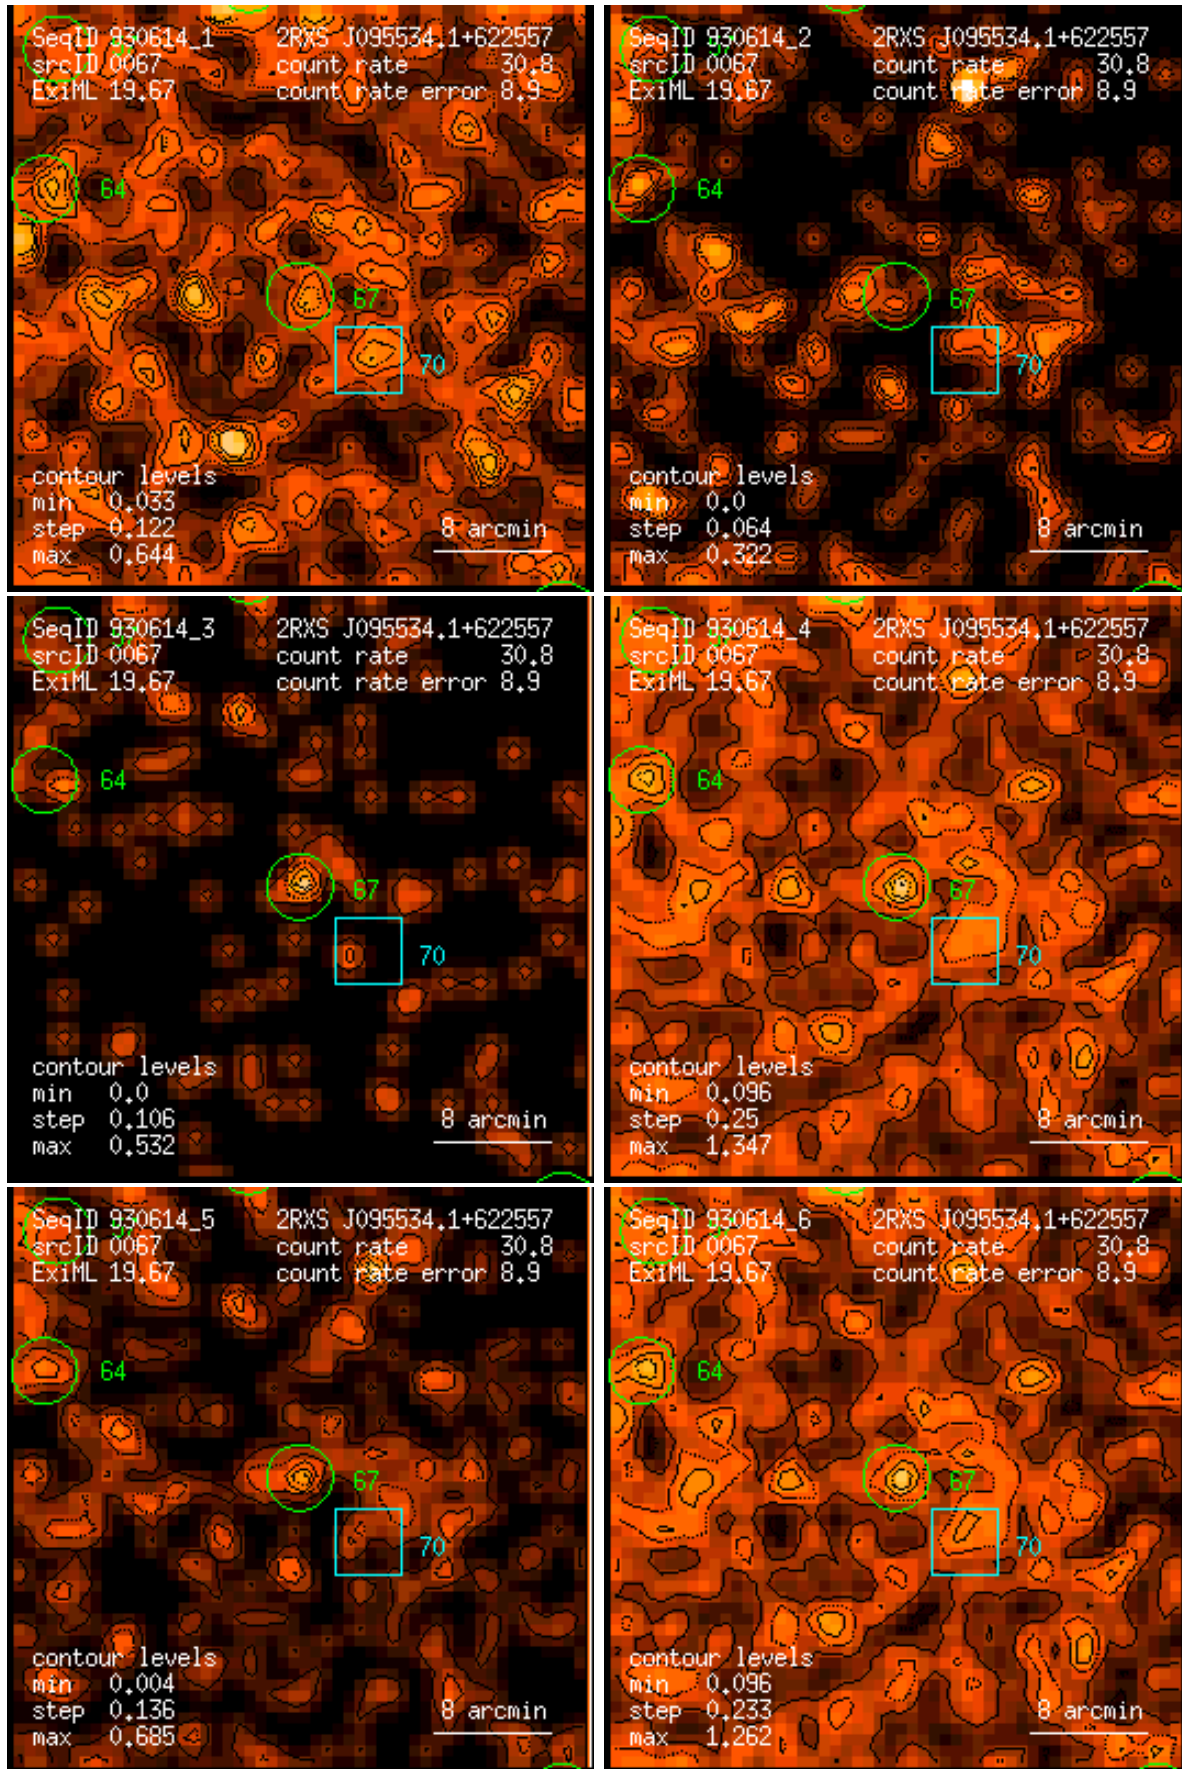 SeqID 930614_1 2RXS J095534.1+622557
srcID 0067 count rate 30.8
ExiML 19.67 count rate error 8.9
64
67
70
contour levels
min 0.033
step 0.122 8 arcmin
max 0.644
SeqID 930614_2 2RXS J095534.1+622557
srcID 0067 count rate 30.8
ExiML 19.67 count rate error 8.9
64
67
70
contour levels
min 0.0
step 0.064 8 arcmin
max 0.322
SeqID 930614_3 2RXS J095534.1+622557
srcID 0067 count rate 30.8
ExiML 19.67 count rate error 8.9
64
67
70
contour levels
min 0.0
step 0.106 8 arcmin
max 0.532
SeqID 930614_4 2RXS J095534.1+622557
srcID 0067 count rate 30.8
ExiML 19.67 count rate error 8.9
64
67
70
contour levels
min 0.096
step 0.25 8 arcmin
max 1.347
SeqID 930614_5 2RXS J095534.1+622557
srcID 0067 count rate 30.8
ExiML 19.67 count rate error 8.9
64
67
70
contour levels
min 0.004
step 0.136 8 arcmin
max 0.685
SeqID 930614_6 2RXS J095534.1+622557
srcID 0067 count rate 30.8
ExiML 19.67 count rate error 8.9
64
67
70
contour levels
min 0.096
step 0.233 8 arcmin
max 1.262